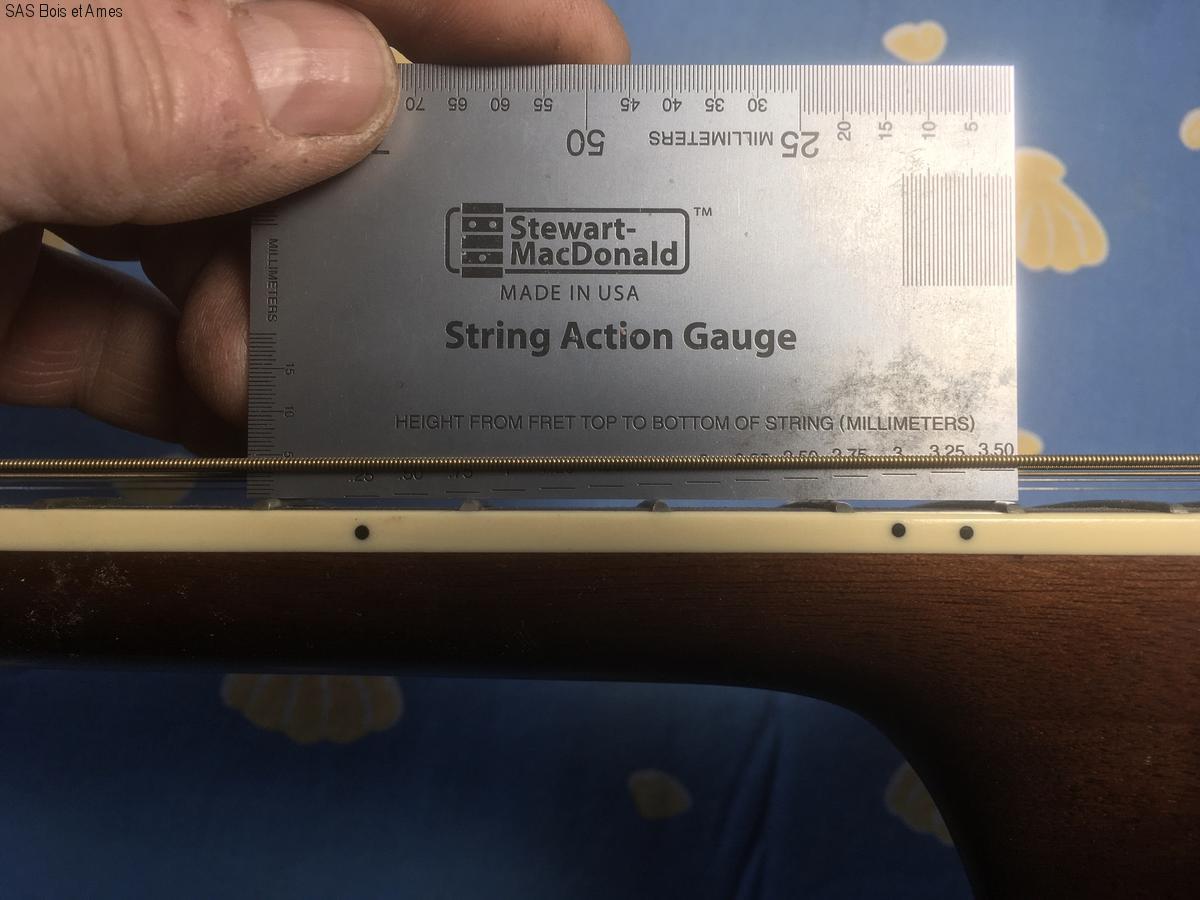 SAS Bois et Ames
70 65 60 55 45 40 35 30
50 MILLIMETERS 25 20 15 10 5
Stewart-
MacDonald
TM
MADE IN USA
String Action Gauge
MILLIMETERS
15
10
5
HEIGHT FROM FRET TOP TO BOTTOM OF STRING (MILLIMETERS)
2.75 3 3.25 3.50